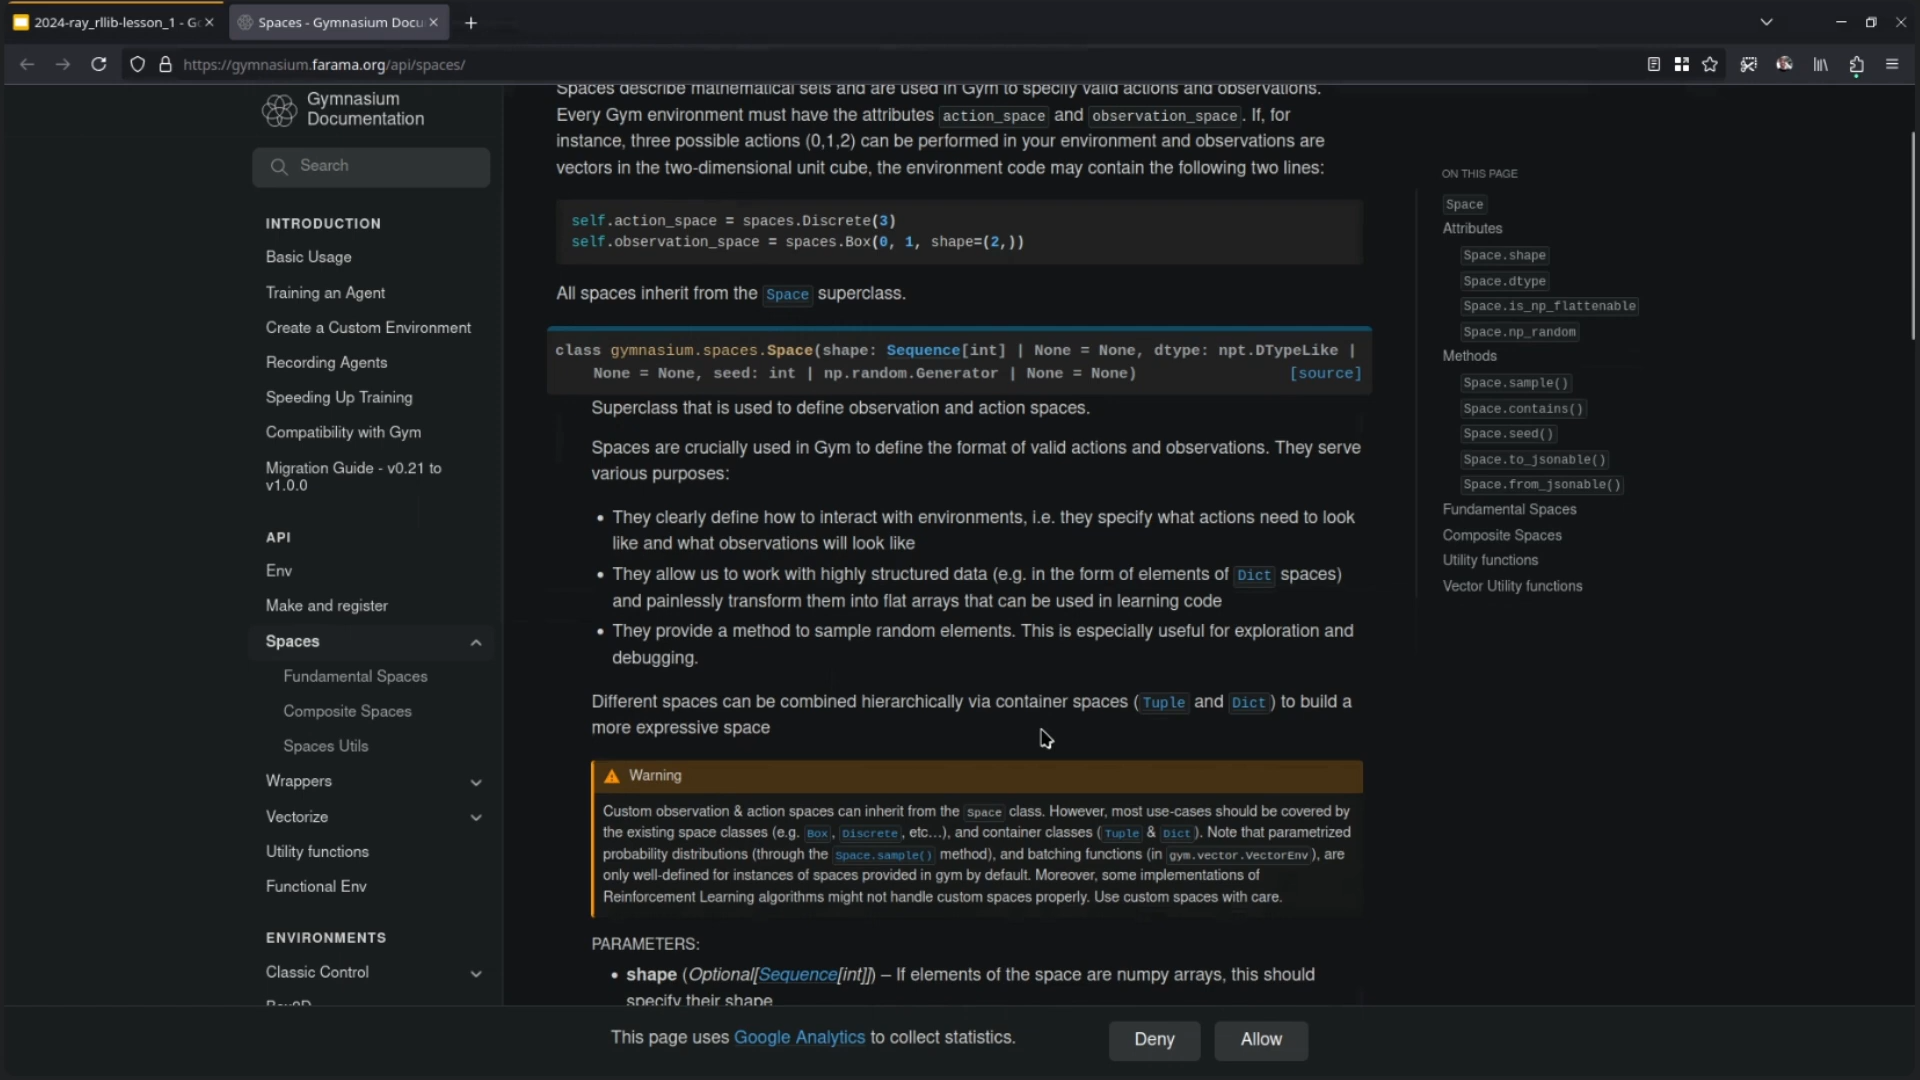 2024-ray_rllib-lesson_1 - G
Spaces - Gymnasium Docu
https://gymnasium.farama.org/api/spaces/
Gymnasium
Documentation
Search
INTRODUCTION
Basic Usage
Training an Agent
Create a Custom Environment
Recording Agents
Speeding Up Training
Compatibility with Gym
Migration Guide - v0.21 to
v1.0.0
API
Env
Make and register
Spaces
Fundamental Spaces
Composite Spaces
Spaces Utils
Wrappers
Vectorize
Utility functions
Functional Env
ENVIRONMENTS
Classic Control
Box2D
Spaces describe mathematical sets and are used in Gym to specify valid actions and observations.
Every Gym environment must have the attributes action_space and observation_space. If, for
instance, three possible actions (0,1,2) can be performed in your environment and observations are
vectors in the two-dimensional unit cube, the environment code may contain the following two lines:
self.action_space = spaces.Discrete(3)
self.observation_space = spaces.Box(0, 1, shape=(2,))
All spaces inherit from the Space superclass.
class gymnasium.spaces.Space(shape: Sequence[int] | None = None, dtype: npt.DTypeLike |
None = None, seed: int | np.random.Generator | None = None) [source]
Superclass that is used to define observation and action spaces.
Spaces are crucially used in Gym to define the format of valid actions and observations. They serve
various purposes:
• They clearly define how to interact with environments, i.e. they specify what actions need to look
like and what observations will look like
• They allow us to work with highly structured data (e.g. in the form of elements of Dict spaces)
and painlessly transform them into flat arrays that can be used in learning code
• They provide a method to sample random elements. This is especially useful for exploration and
debugging.
Different spaces can be combined hierarchically via container spaces (Tuple and Dict) to build a
more expressive space
Warning
Custom observation & action spaces can inherit from the Space class. However, most use-cases should be covered by
the existing space classes (e.g. Box, Discrete, etc…), and container classes (Tuple & Dict). Note that parametrized
probability distributions (through the Space.sample() method), and batching functions (in gym.vector.VectorEnv), are
only well-defined for instances of spaces provided in gym by default. Moreover, some implementations of
Reinforcement Learning algorithms might not handle custom spaces properly. Use custom spaces with care.
PARAMETERS:
• shape (Optional[Sequence[int]]) – If elements of the space are numpy arrays, this should
specify their shape
ON THIS PAGE
Space
Attributes
Space.shape
Space.dtype
Space.is_np_flattenable
Space.np_random
Methods
Space.sample()
Space.contains()
Space.seed()
Space.to_jsonable()
Space.from_jsonable()
Fundamental Spaces
Composite Spaces
Utility functions
Vector Utility functions
This page uses Google Analytics to collect statistics.
Deny
Allow